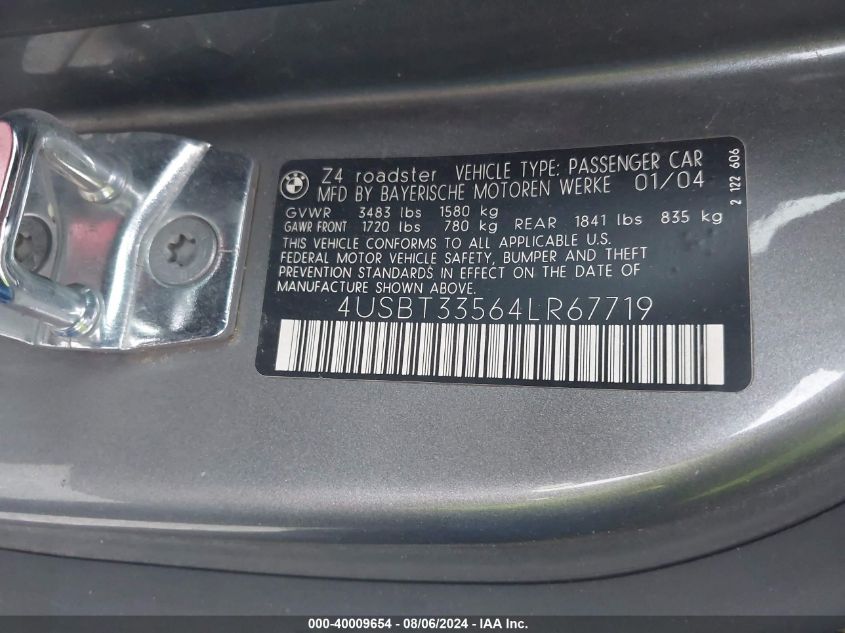 Z4 roadster VEHICLE TYPE: PASSENGER CAR
MFD BY BAYERISCHE MOTOREN WERKE 01/04
GVWR 3483 lbs 1580 kg
GAWR FRONT 1720 lbs 780 kg REAR 1841 lbs 835 kg
THIS VEHICLE CONFORMS TO ALL APPLICABLE U.S.
FEDERAL MOTOR VEHICLE SAFETY, BUMPER AND THEFT
PREVENTION STANDARDS IN EFFECT ON THE DATE OF
MANUFACTURE SHOWN ABOVE.
4USBT33564LR67719
2 122 606
000-40009654 - 08/06/2024 - IAA Inc.